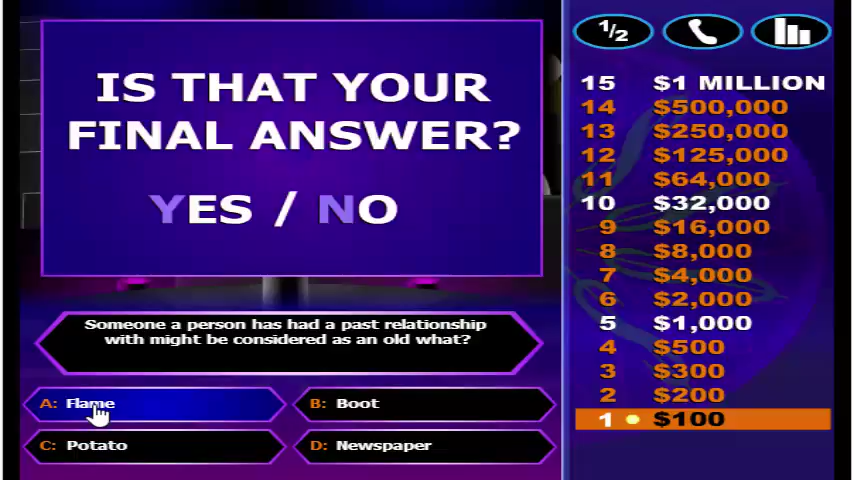 IS THAT YOUR
FINAL ANSWER?
YES / NO
Someone a person has had a past relationship
with might be considered as an old what?
A: Flame
B: Boot
C: Potato
D: Newspaper
1/2
15 $1 MILLION
14 $500,000
13 $250,000
12 $125,000
11 $64,000
10 $32,000
9 $16,000
8 $8,000
7 $4,000
6 $2,000
5 $1,000
4 $500
3 $300
2 $200
1 $100